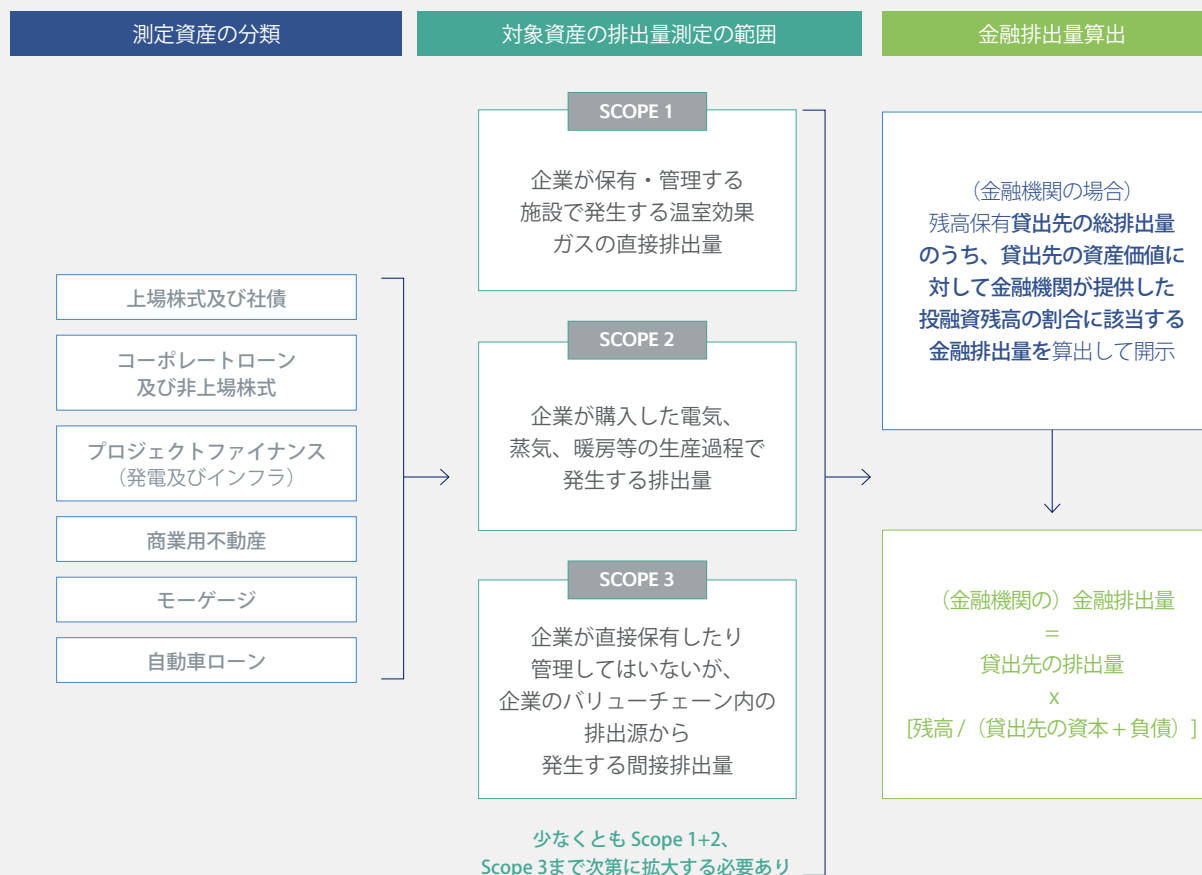 測定資産の分類
対象資産の排出量測定の範囲
金融排出量算出
上場株式及び社債
コーポレートローン
及び非上場株式
プロジェクトファイナンス
（発電及びインフラ）
商業用不動産
モーゲージ
自動車ローン
SCOPE 1
企業が保有・管理する
施設で発生する温室効果
ガスの直接排出量
SCOPE 2
企業が購入した電気、
蒸気、暖房等の生産過程で
発生する排出量
SCOPE 3
企業が直接保有したり
管理してはいないが、
企業のバリューチェーン内の
排出源から
発生する間接排出量
少なくとも Scope 1+2、
Scope 3まで次第に拡大する必要あり
（金融機関の場合）
残高保有貸出先の総排出量
のうち、貸出先の資産価値に
対して金融機関が提供した
投融資残高の割合に該当する
金融排出量を算出して開示
（金融機関の）金融排出量
=
貸出先の排出量
x
[残高 /（貸出先の資本 + 負債）]